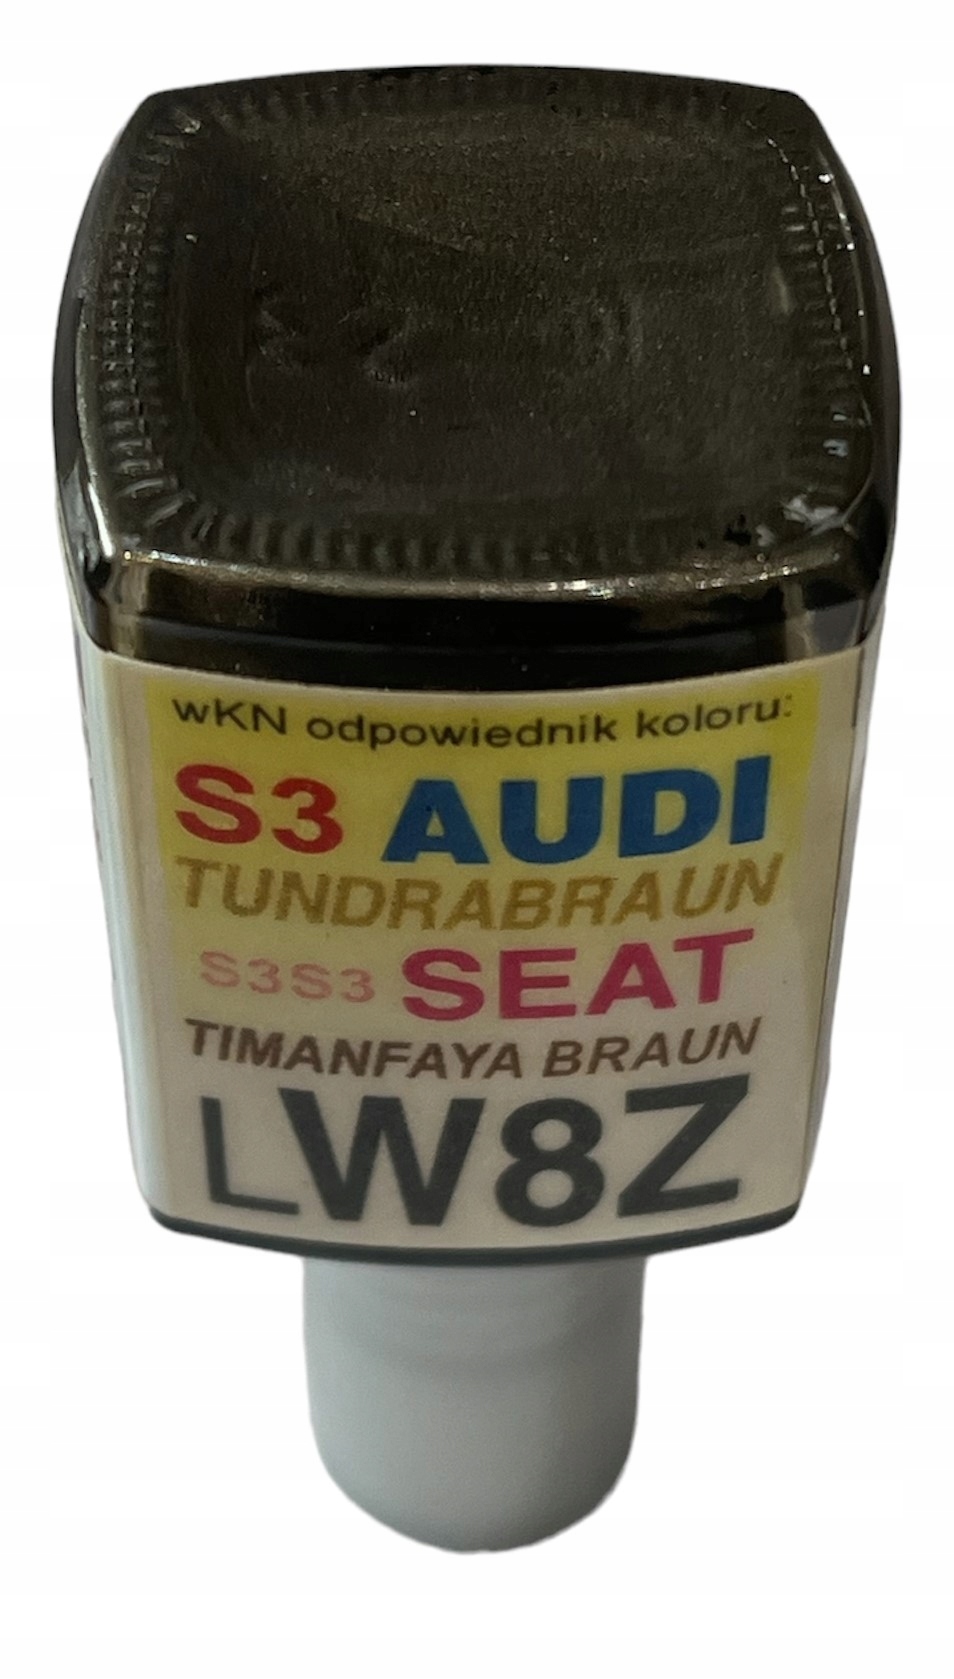 wKN odpowiednik koloru:
S3 AUDI
TUNDRABRAUN
S3S3 SEAT
TIMANFAYA BRAUN
LW8Z